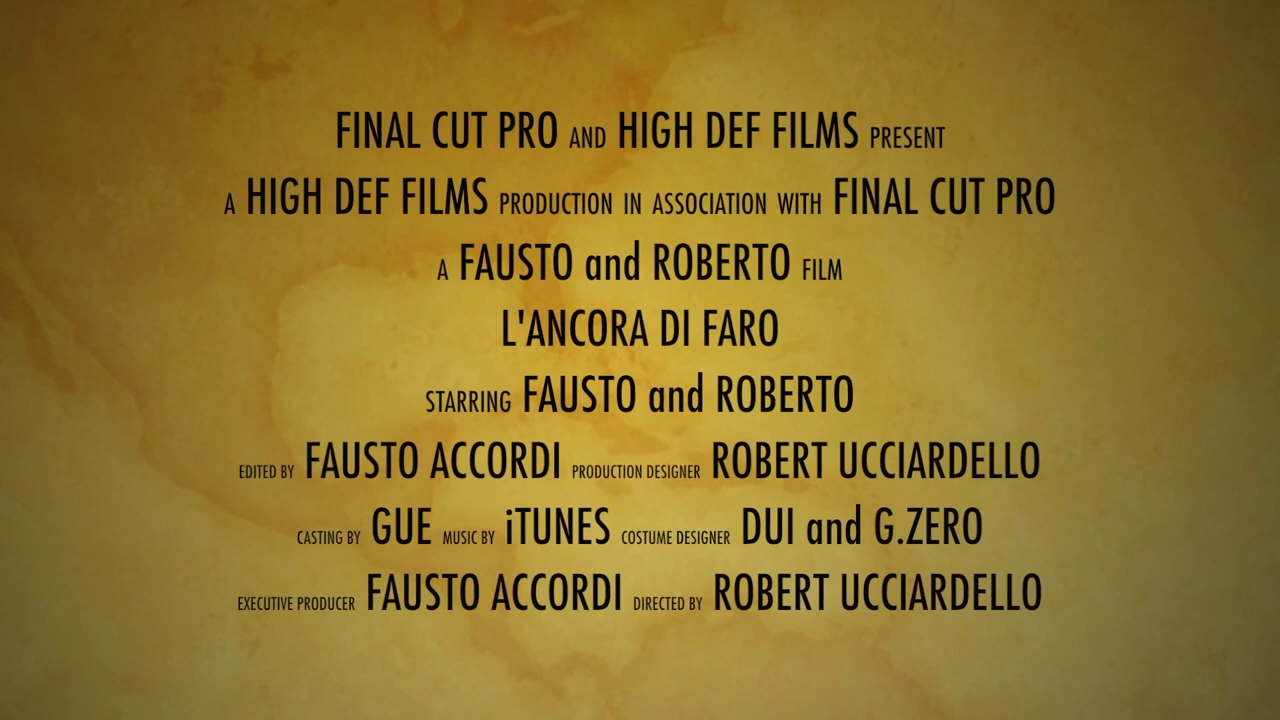 FINAL CUT PRO AND HIGH DEF FILMS PRESENT
A HIGH DEF FILMS PRODUCTION IN ASSOCIATION WITH FINAL CUT PRO
A FAUSTO and ROBERTO FILM
L'ANCORA DI FARO
STARRING FAUSTO and ROBERTO
EDITED BY FAUSTO ACCORDI PRODUCTION DESIGNER ROBERT UCCIARDELLO
CASTING BY GUE MUSIC BY iTUNES COSTUME DESIGNER DUI and G.ZERO
EXECUTIVE PRODUCER FAUSTO ACCORDI DIRECTED BY ROBERT UCCIARDELLO